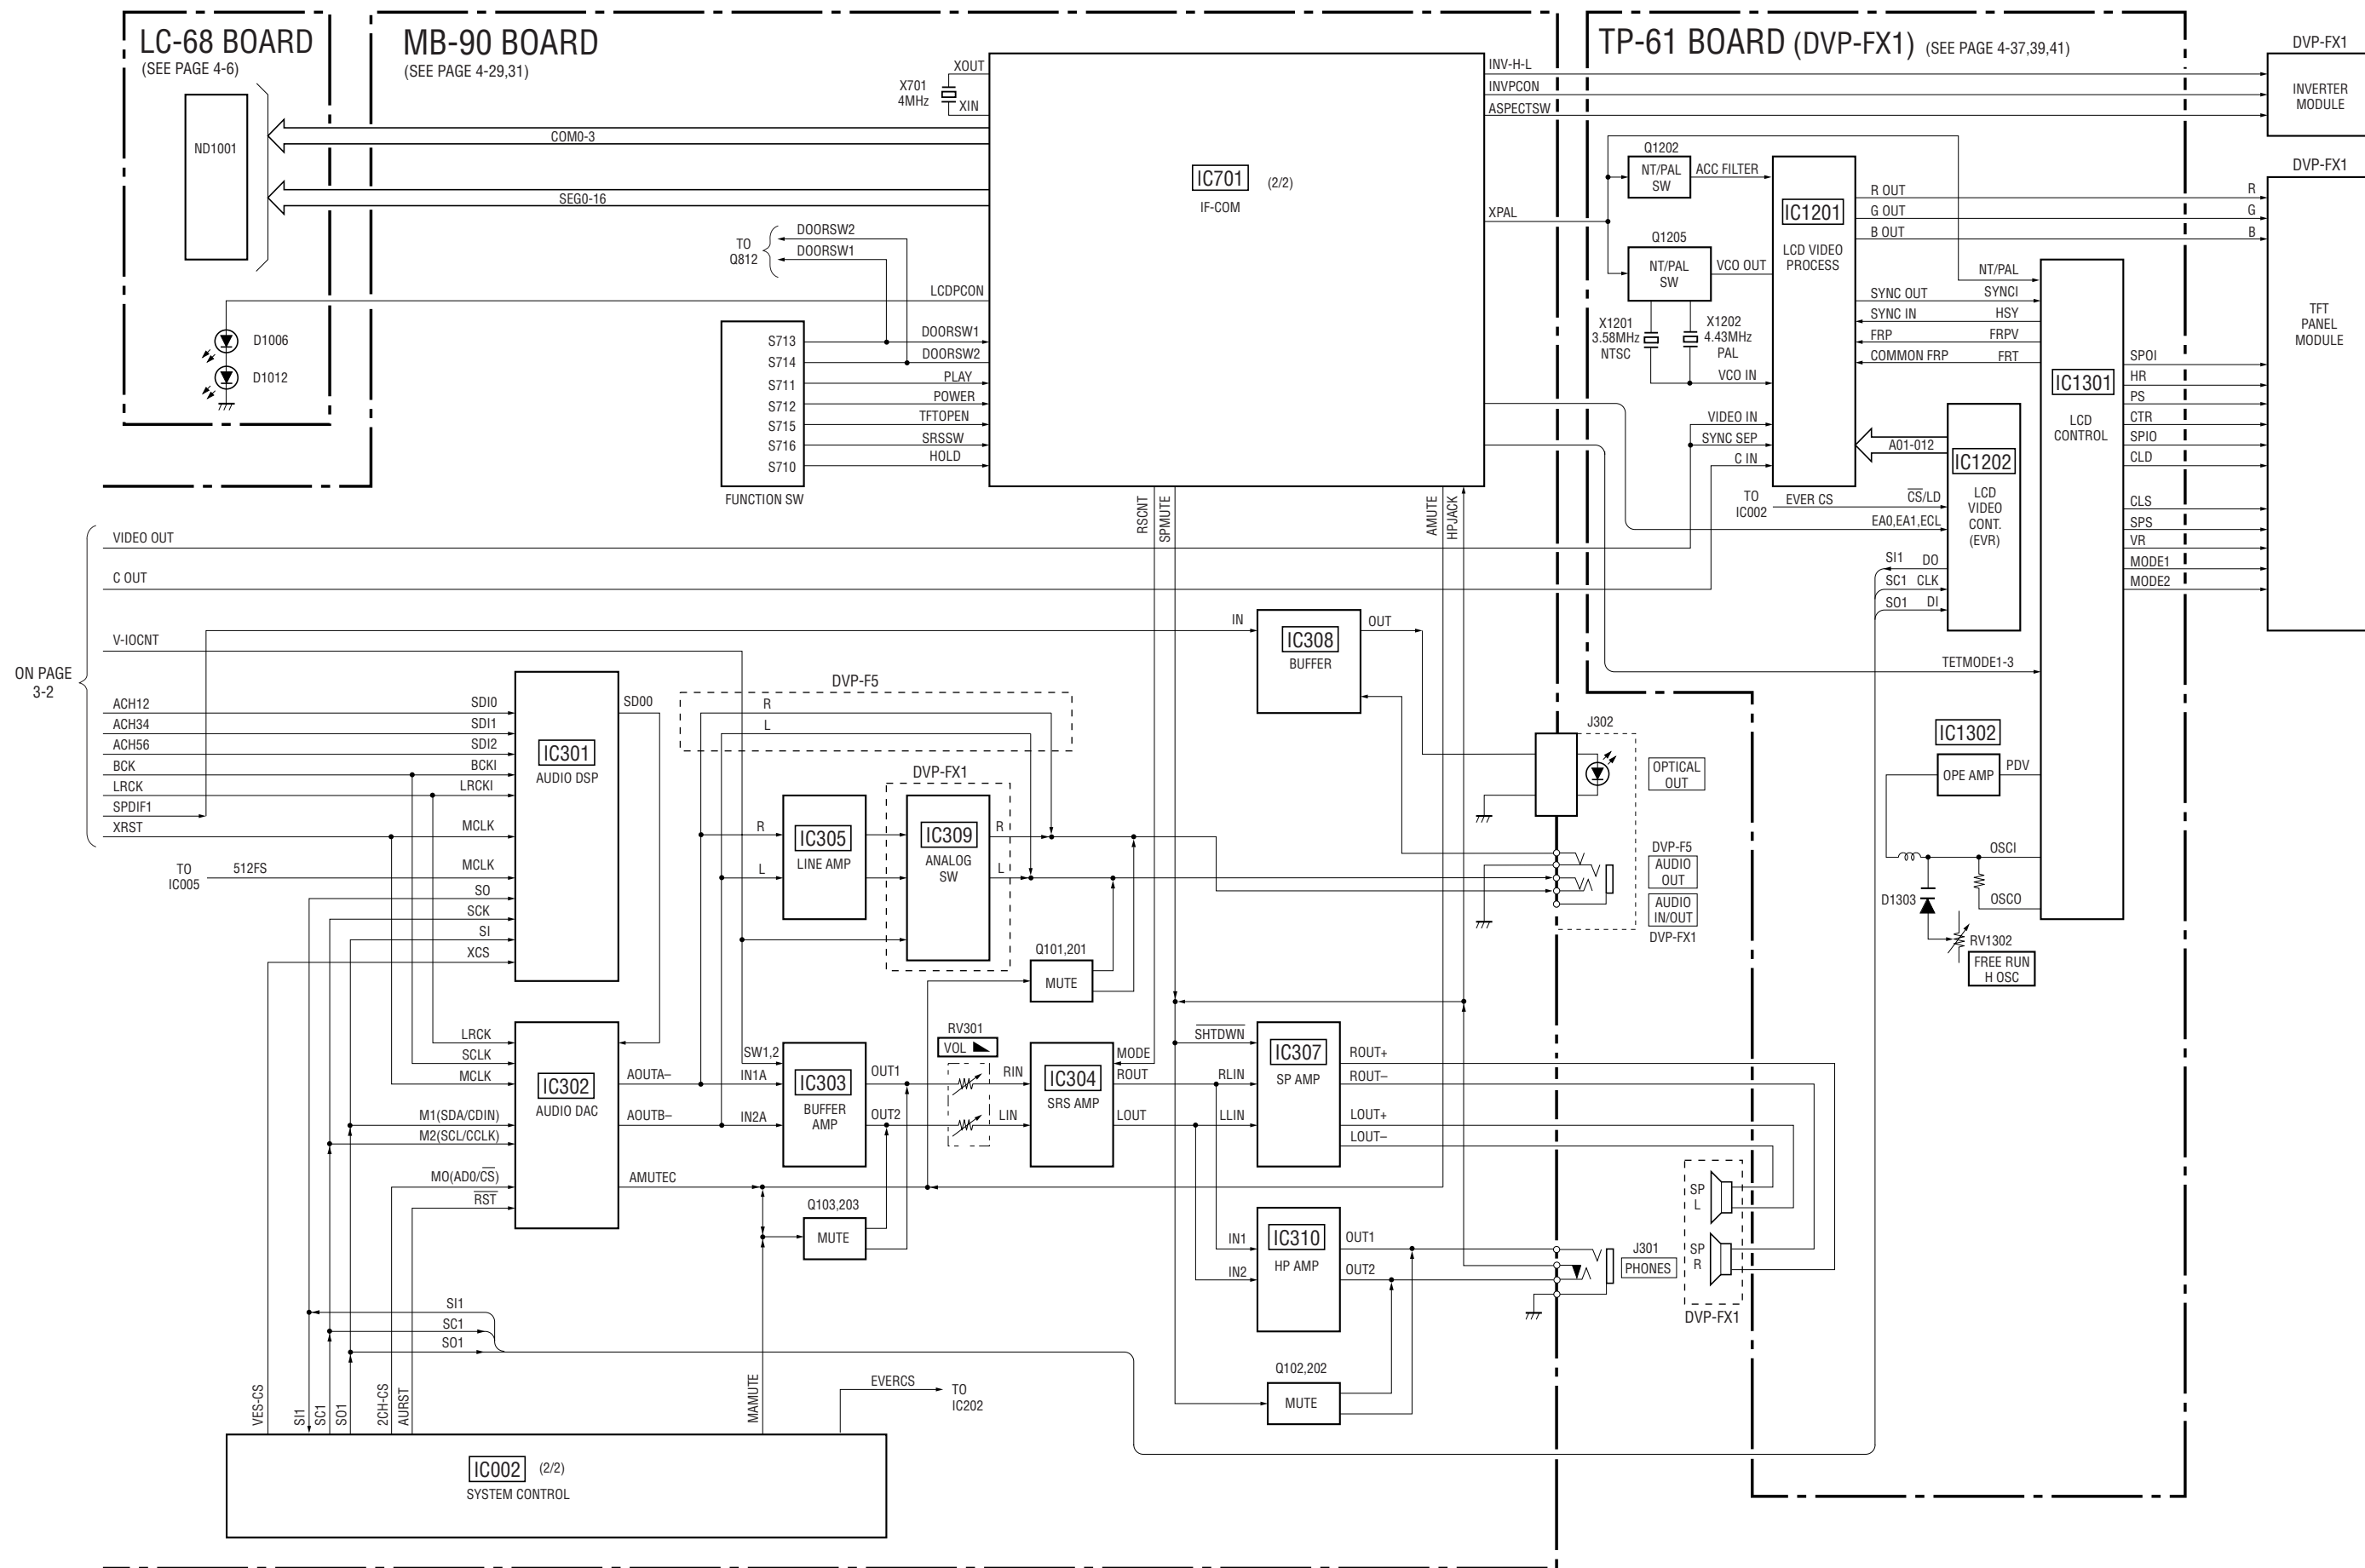 LC-68 BOARD
(SEE PAGE 4-6)
ND1001
D1006
D1012
MB-90 BOARD
(SEE PAGE 4-29,31)
XOUT
X701
4MHz
XIN
COM0-3
SEG0-16
IC701 (2/2)
IF-COM
TO
Q812
DOORSW2
DOORSW1
LCDPCON
S713
DOORSW1
S714
DOORSW2
S711
PLAY
S712
POWER
S715
TFTOPEN
S716
SRSSW
S710
HOLD
FUNCTION SW
INV-H-L
INVPCON
ASPECTSW
XPAL
RSCNT
SPMUTE
AMUTE
HPJACK
TP-61 BOARD (DVP-FX1) (SEE PAGE 4-37,39,41)
Q1202
NT/PAL
SW
ACC FILTER
Q1205
NT/PAL
SW
VCO OUT
X1201
3.58MHz
NTSC
X1202
4.43MHz
PAL
VCO IN
VIDEO IN
SYNC SEP
C IN
IC1201
LCD VIDEO
PROCESS
R OUT
G OUT
B OUT
SYNC OUT
SYNC IN
FRP
COMMON FRP
NT/PAL
SYNCI
HSY
FRPV
FRT
A01-012
IC1202
LCD
VIDEO
CONT.
(EVR)
TO
IC002
EVER CS
CS/LD
EA0,EA1,ECL
SI1 DO
SC1 CLK
SO1 DI
TETMODE1-3
IC1301
LCD
CONTROL
SPOI
HR
PS
CTR
SPIO
CLD
CLS
SPS
VR
MODE1
MODE2
IC1302
OPE AMP
PDV
OSCI
OSCO
D1303
RV1302
FREE RUN
H OSC
DVP-FX1
INVERTER
MODULE
DVP-FX1
R
G
B
TFT
PANEL
MODULE
ON PAGE
3-2
VIDEO OUT
C OUT
V-IOCNT
ACH12
ACH34
ACH56
BCK
LRCK
SPDIF1
XRST
TO
IC005
512FS
SDI0
SDI1
SDI2
BCKI
LRCKI
MCLK
MCLK
SO
SCK
SI
XCS
SD00
IC301
AUDIO DSP
DVP-F5
R
L
DVP-FX1
R
L
IC305
LINE AMP
IC309
ANALOG
SW
R
L
Q101,201
MUTE
IN
IC308
BUFFER
OUT
J302
OPTICAL
OUT
DVP-F5
AUDIO
OUT
AUDIO
IN/OUT
DVP-FX1
LRCK
SCLK
MCLK
M1(SDA/CDIN)
M2(SCL/CCLK)
MO(AD0/CS)
RST
IC302
AUDIO DAC
AOUTA–
AOUTB–
AMUTEC
SW1,2
IN1A
IN2A
IC303
BUFFER
AMP
OUT1
OUT2
RV301
VOL
RIN
LIN
IC304
SRS AMP
MODE
ROUT
LOUT
SHTDWN
RLIN
LLIN
IC307
SP AMP
ROUT+
ROUT–
LOUT+
LOUT–
Q103,203
MUTE
IN1
IN2
IC310
HP AMP
OUT1
OUT2
J301
PHONES
SP
L
SP
R
DVP-FX1
Q102,202
MUTE
SI1
SC1
SO1
VES-CS
SI1
SC1
SO1
2CH-CS
AURST
MAMUTE
EVERCS
TO
IC202
IC002 (2/2)
SYSTEM CONTROL